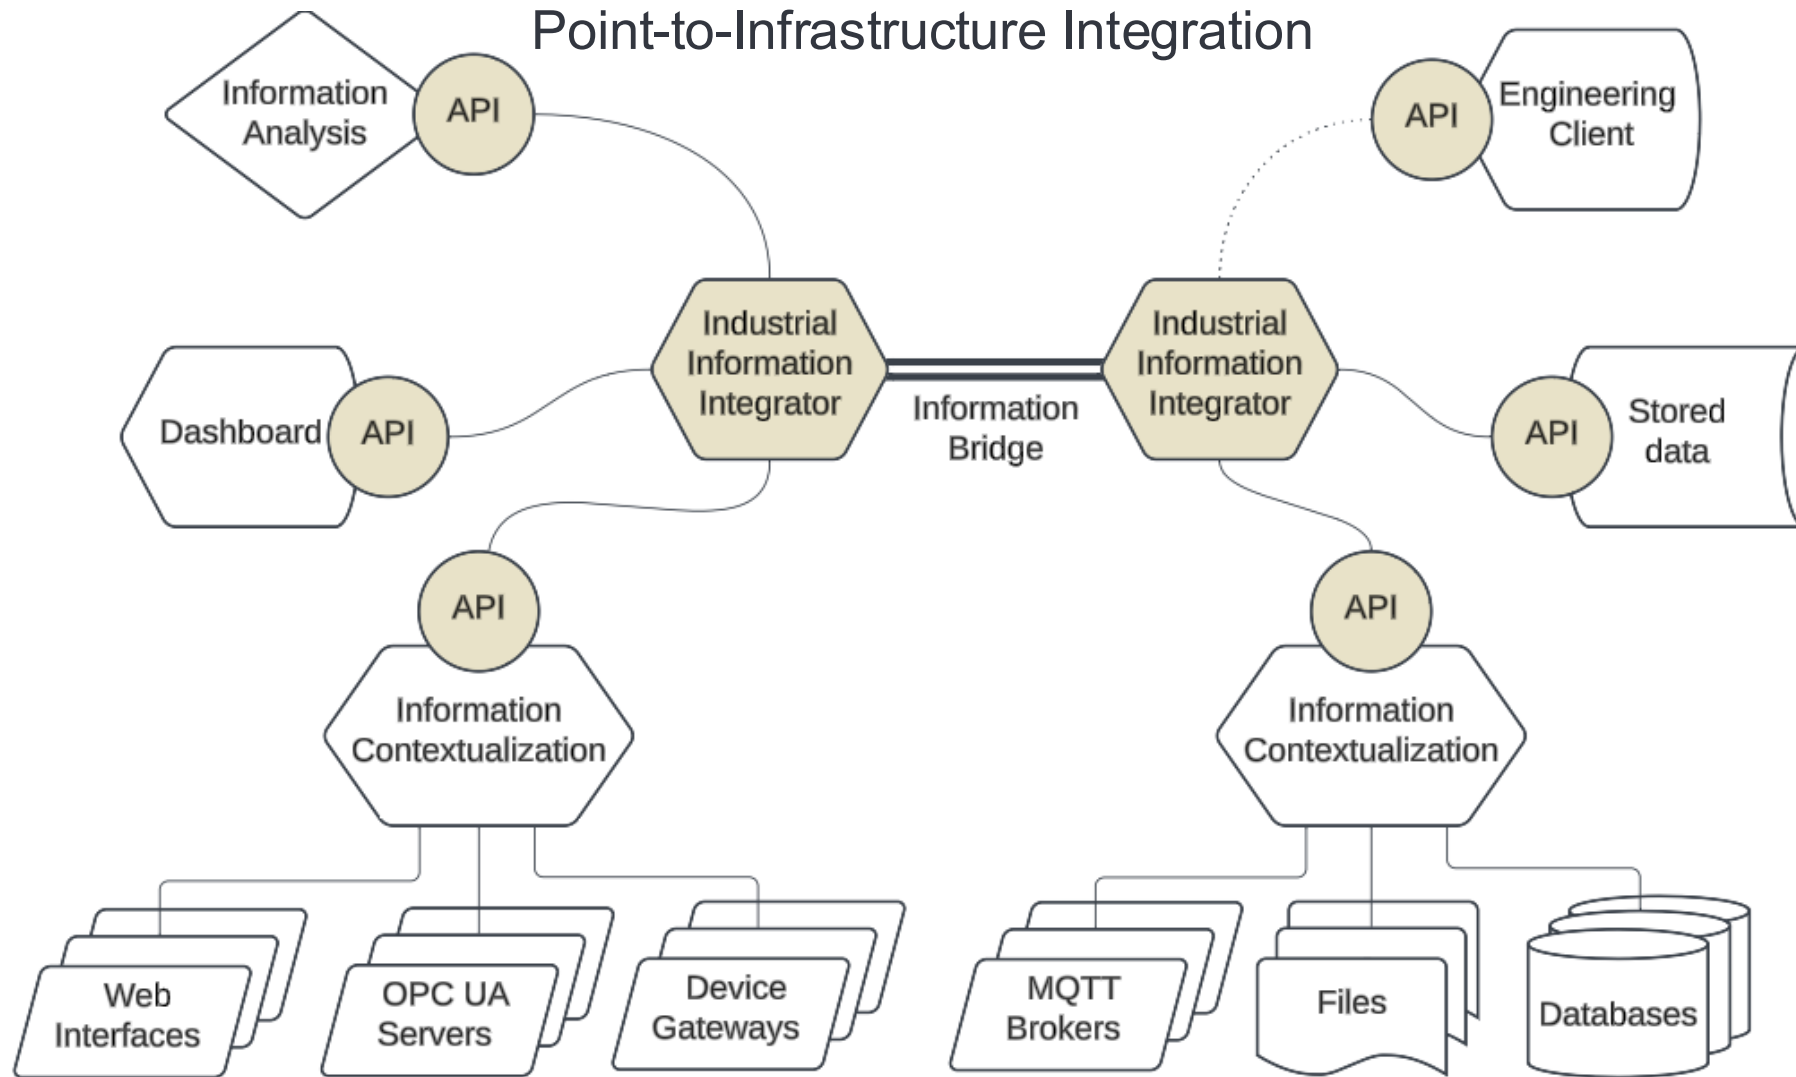 Point-to-Infrastructure Integration
Information
Analysis
API
API
Engineering
Client
Industrial
Information
Integrator
Industrial
Information
Integrator
Information
Bridge
Dashboard
API
API
Stored
data
API
Information
Contextualization
API
Information
Contextualization
Web
Interfaces
OPC UA
Servers
Device
Gateways
MQTT
Brokers
Files
Databases